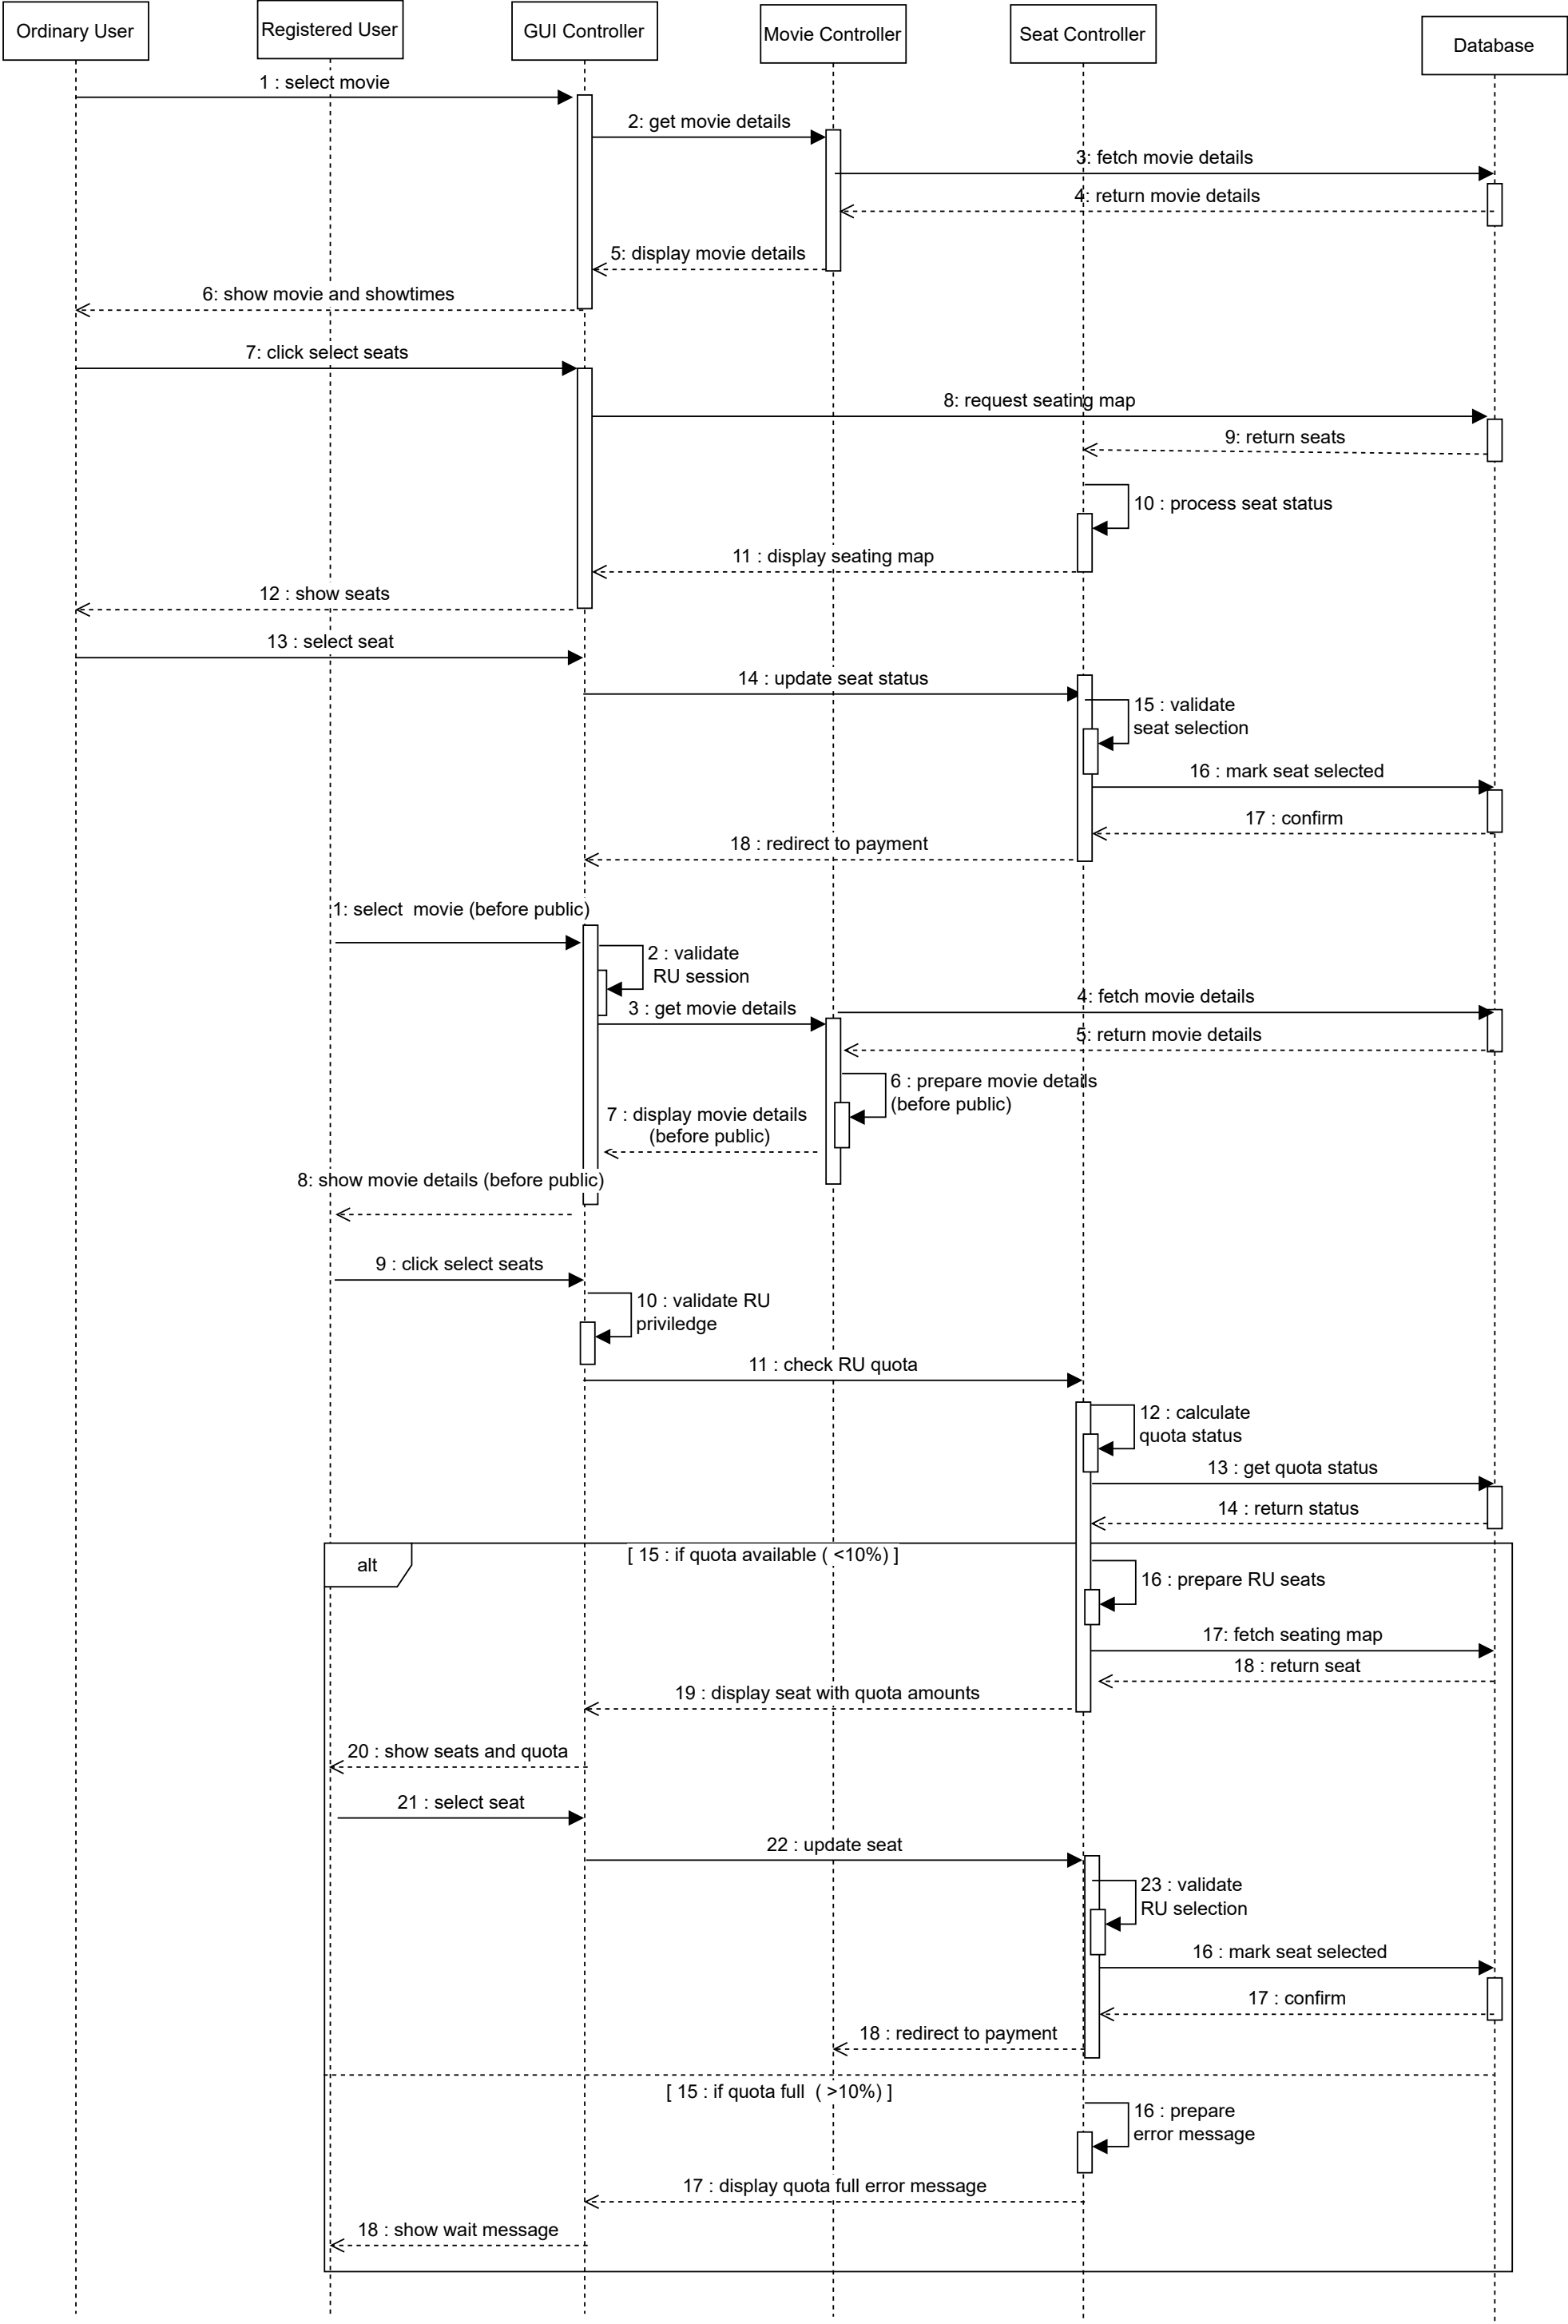 Ordinary User
Registered User
GUI Controller
Movie Controller
Seat Controller
Database
1 : select movie
2: get movie details
3: fetch movie details
4: return movie details
5: display movie details
6: show movie and showtimes
7: click select seats
8: request seating map
9: return seats
10 : process seat status
11 : display seating map
12 : show seats
13 : select seat
14 : update seat status
15 : validate
seat selection
16 : mark seat selected
17 : confirm
18 : redirect to payment
1: select  movie (before public)
2 : validate
RU session
3 : get movie details
4: fetch movie details
5: return movie details
6 : prepare movie details
(before public)
7 : display movie details
(before public)
8: show movie details (before public)
9 : click select seats
10 : validate RU
priviledge
11 : check RU quota
12 : calculate
quota status
13 : get quota status
14 : return status
alt
[ 15 : if quota available ( <10%) ]
16 : prepare RU seats
17: fetch seating map
18 : return seat
19 : display seat with quota amounts
20 : show seats and quota
21 : select seat
22 : update seat
23 : validate
RU selection
16 : mark seat selected
17 : confirm
18 : redirect to payment
[ 15 : if quota full  ( >10%) ]
16 : prepare
error message
17 : display quota full error message
18 : show wait message